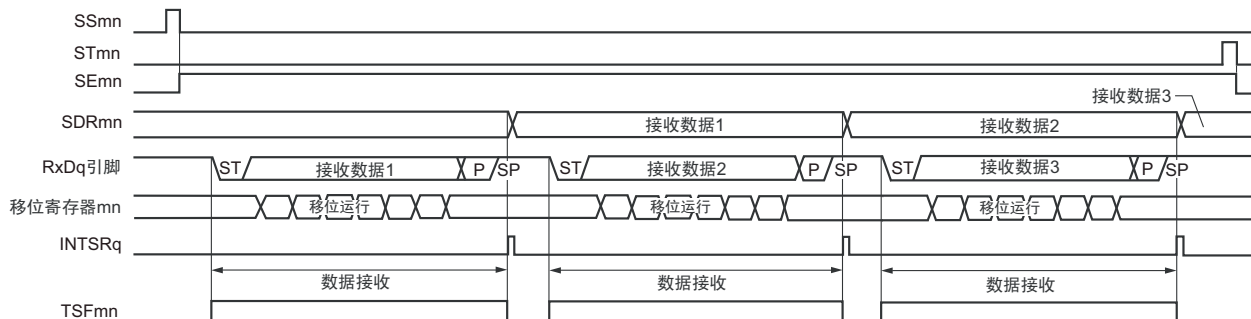 SSmn
STmn
SEmn
接收数据3
SDRmn
接收数据1
接收数据2
RxDq引脚
ST
接收数据1
P
SP
ST
接收数据2
P
SP
ST
接收数据3
P
SP
移位寄存器mn
移位运行
移位运行
移位运行
INTSRq
数据接收
数据接收
数据接收
TSFmn